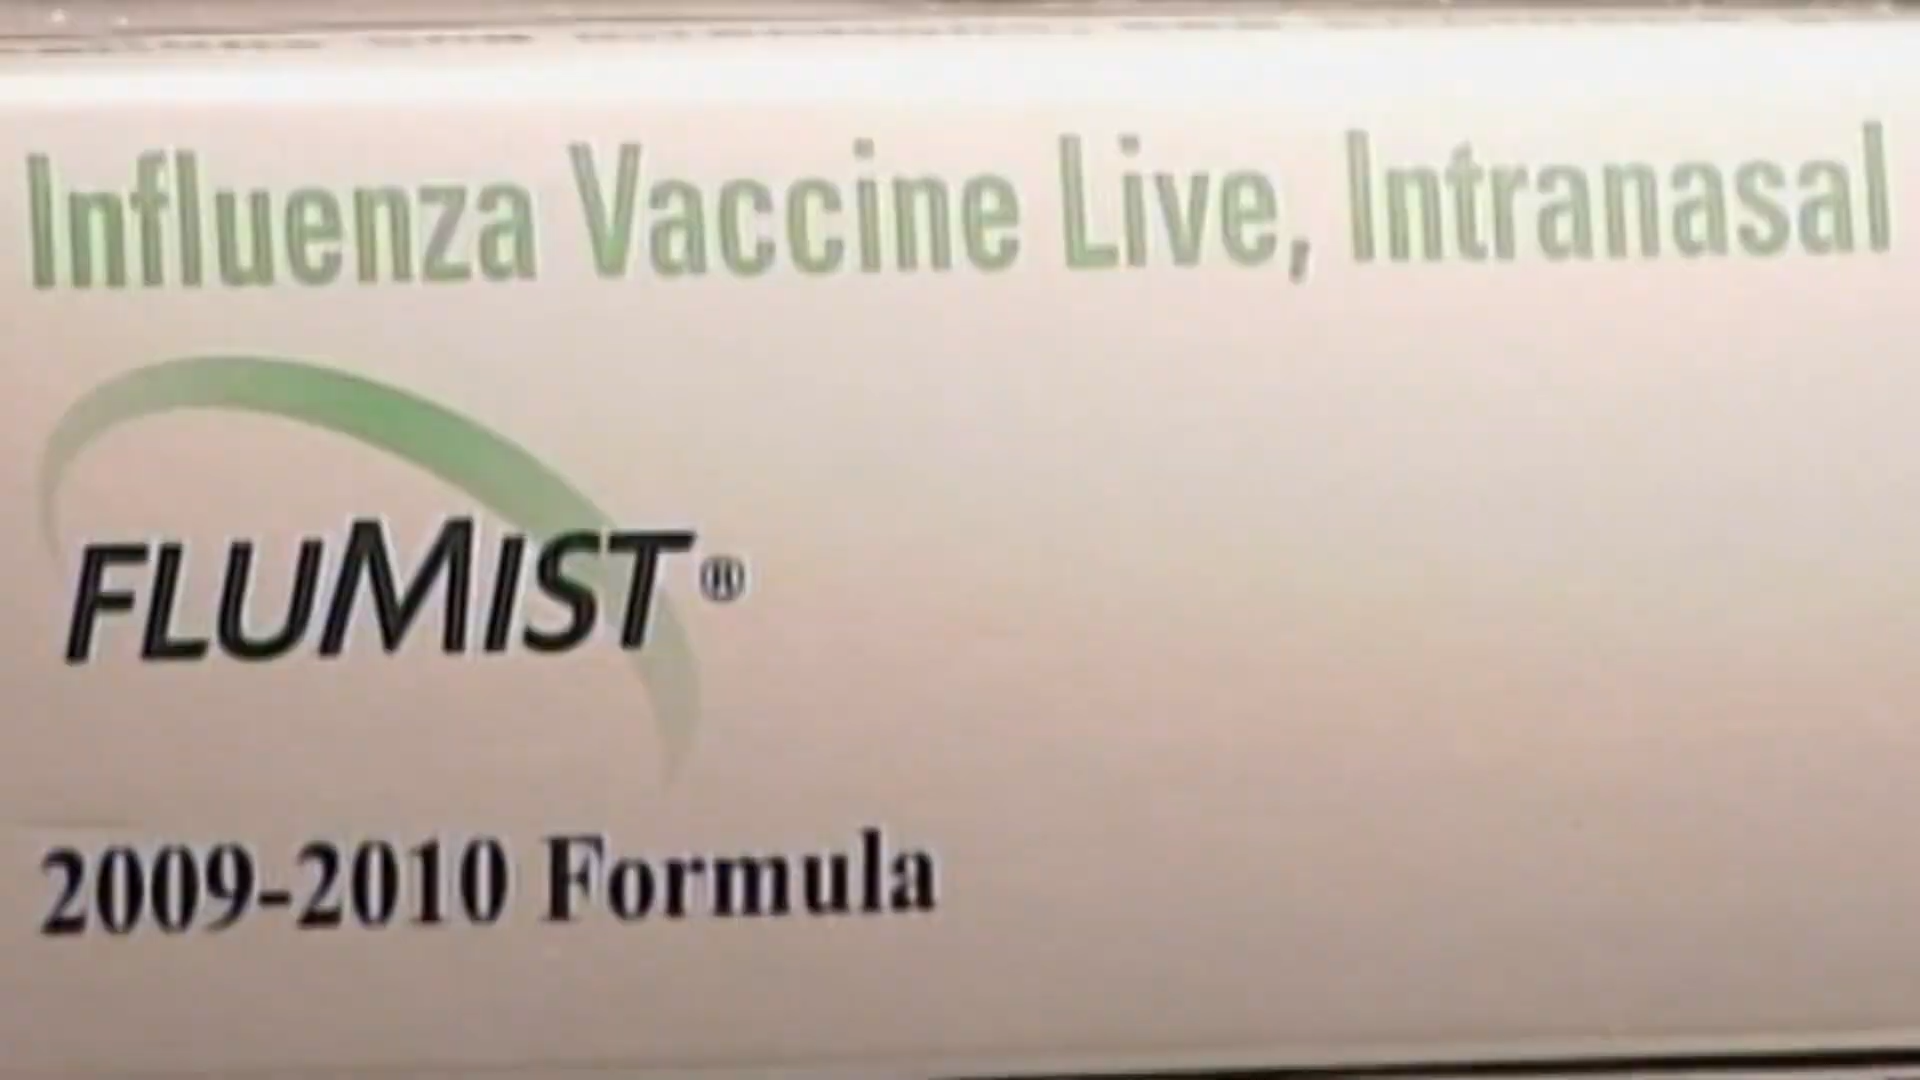 Influenza Vaccine Live, Intranasal
FLUMIST®
2009-2010 Formula